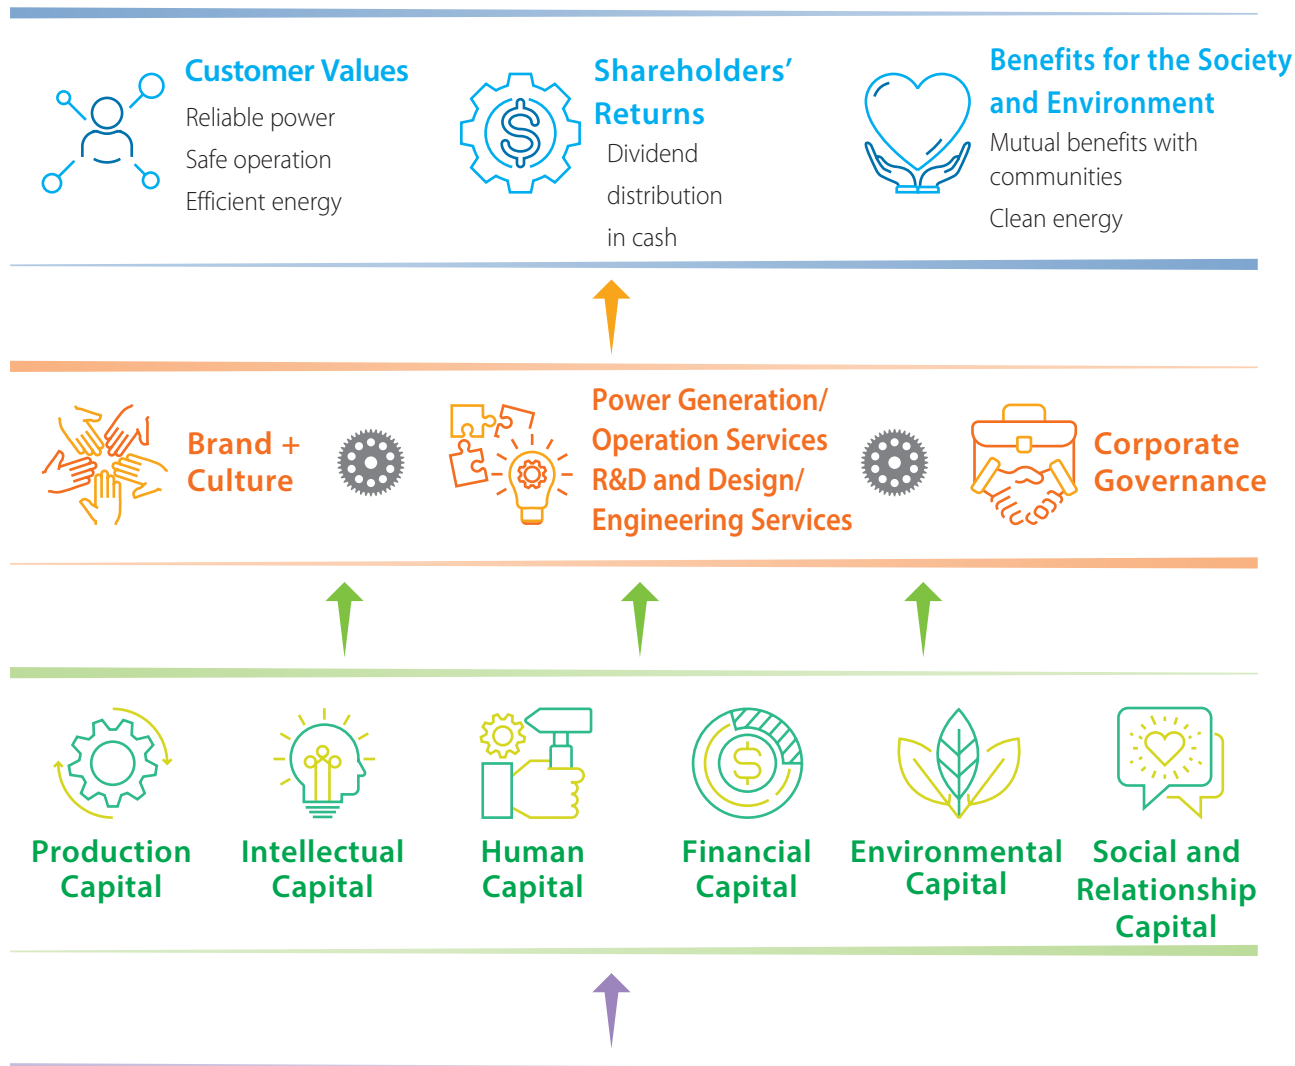 Customer Values
Reliable power
Safe operation
Efficient energy
Shareholders’
Returns
Dividend
distribution
in cash
Benefits for the Society
and Environment
Mutual benefits with
communities
Clean energy
Brand +
Culture
Power Generation/
Operation Services
R&D and Design/
Engineering Services
Corporate
Governance
Production
Capital
Intellectual
Capital
Human
Capital
Financial
Capital
Environmental
Capital
Social and
Relationship
Capital